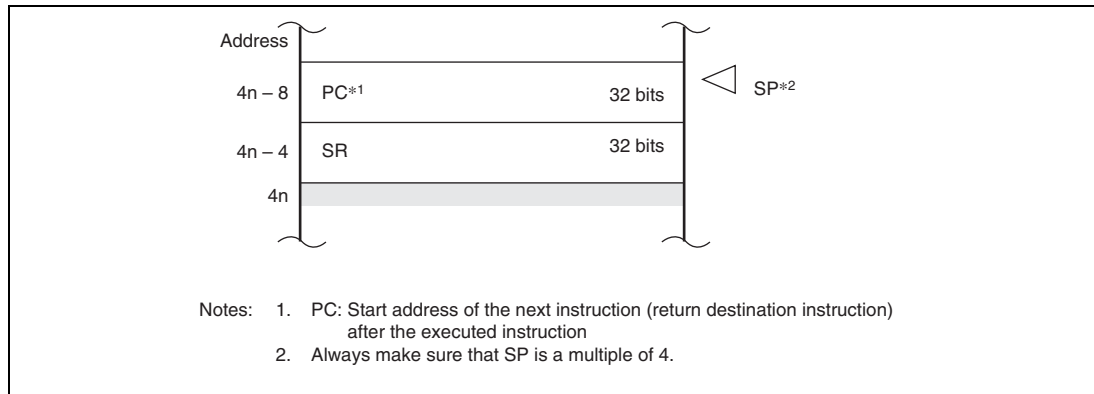 Address
4n – 8 PC*1 32 bits SP*2
4n – 4 SR 32 bits
4n
Notes: 1. PC: Start address of the next instruction (return destination instruction)
after the executed instruction
2. Always make sure that SP is a multiple of 4.